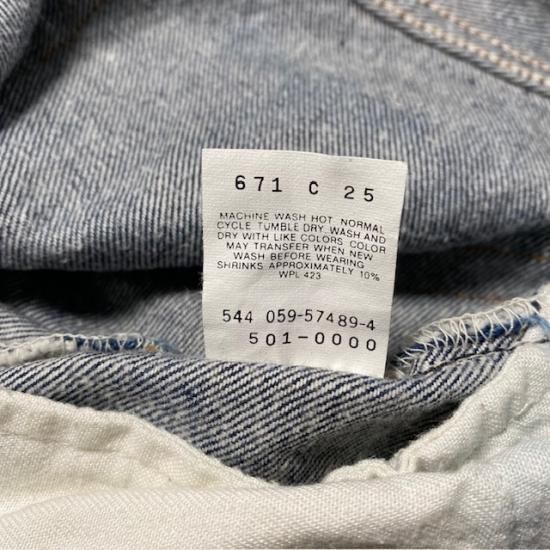 671 C 25
MACHINE WASH HOT. NORMAL
CYCLE. TUMBLE DRY. WASH AND
DRY WITH LIKE COLORS. COLOR
MAY TRANSFER WHEN NEW
WASH BEFORE WEARING
SHRINKS APPROXIMATELY 10%
WPL 423
544 059-57489-4
501-0000